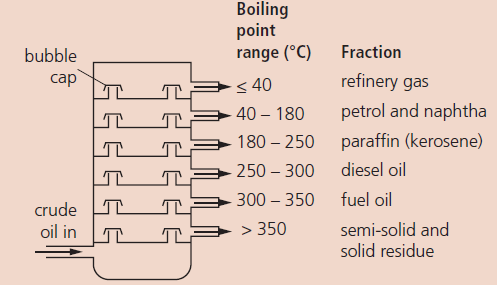 Boiling
point
range (°C) Fraction
bubble
cap
≤ 40 refinery gas
40 – 180 petrol and naphtha
180 – 250 paraffin (kerosene)
250 – 300 diesel oil
300 – 350 fuel oil
crude
oil in
> 350 semi-solid and
solid residue